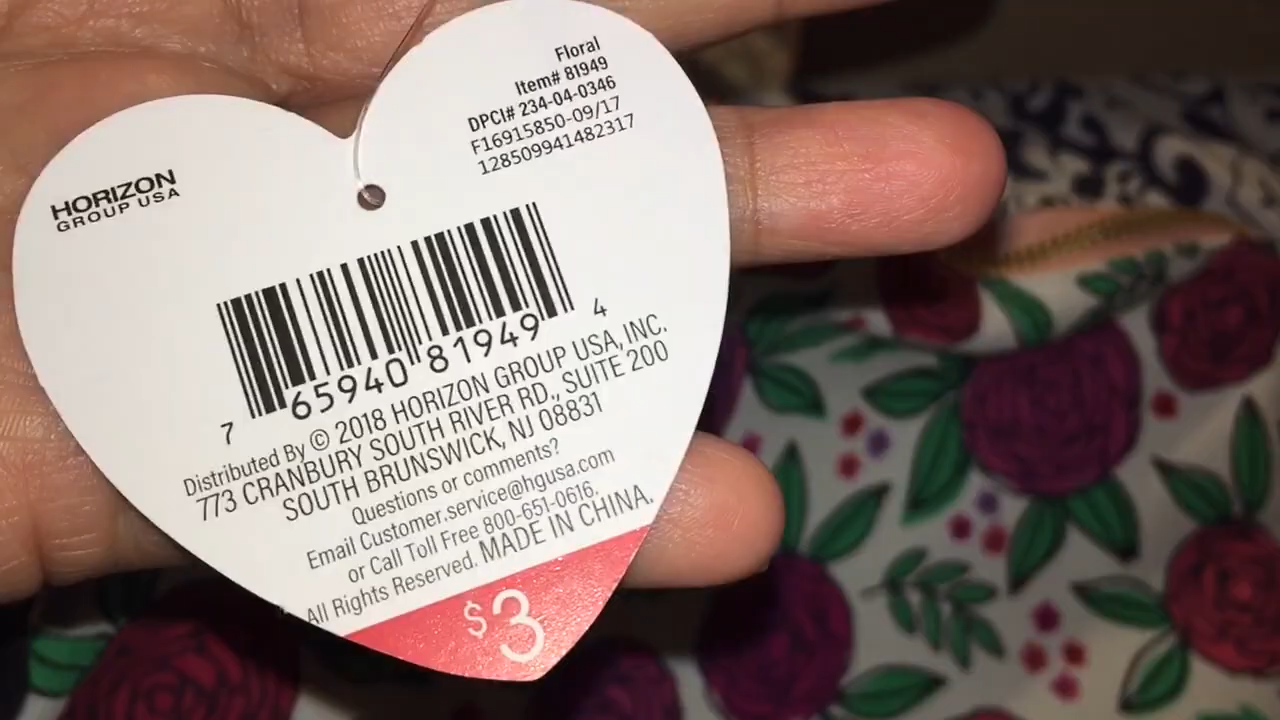 HORIZON
GROUP USA
Floral
Item# 81949
DPCI# 234-04-0346
F16915850-09/17
128509941482317
7 65940 81949 4
Distributed By © 2018 HORIZON GROUP USA, INC.
773 CRANBURY SOUTH RIVER RD., SUITE 200
SOUTH BRUNSWICK, NJ 08831
Questions or comments?
Email Customer.service@hgusa.com
or Call Toll Free 800-651-0616.
All Rights Reserved. MADE IN CHINA.
$3